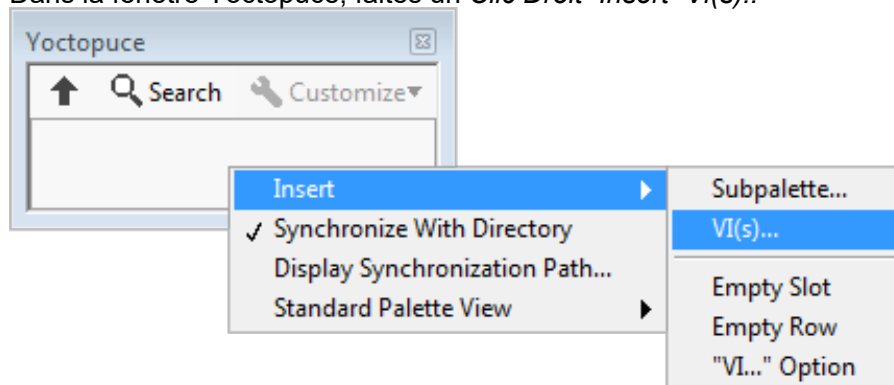 Dans la fenêtre Yoctopuce, faites un Clic Droit- Insert- VI(s)..
Yoctopuce
Search Customize
Insert
Synchronize With Directory
Display Synchronization Path...
Standard Palette View
Subpalette...
VI(s)...
Empty Slot
Empty Row
"VI..." Option